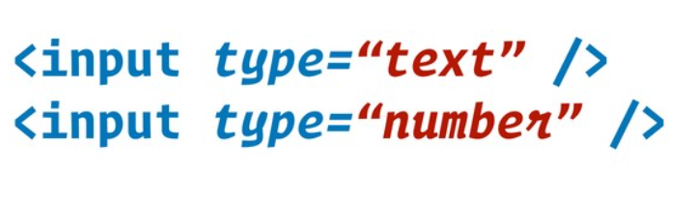 <input type=“text” />
<input type=“number” />